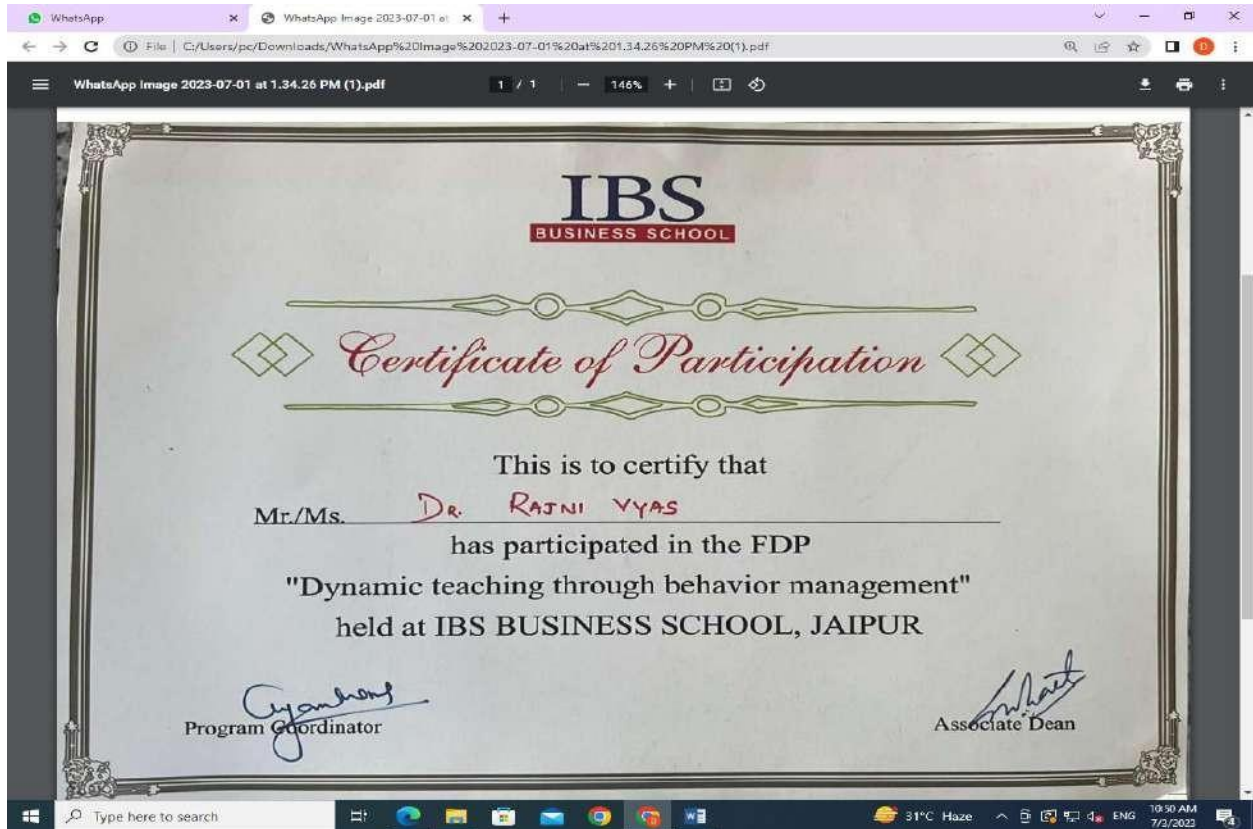 WhatsApp
WhatsApp Image 2023-07-01 at
File | C:/Users/pc/Downloads/WhatsApp%20Image%202023-07-01%20at%201.34.26%20PM%20(1).pdf
D
WhatsApp Image 2023-07-01 at 1.34.26 PM (1).pdf
1 / 1
146%
IBS
BUSINESS SCHOOL
Certificate of Participation
This is to certify that
Mr./Ms. DR. RAJNI VYAS
has participated in the FDP
"Dynamic teaching through behavior management"
held at IBS BUSINESS SCHOOL, JAIPUR
Program Coordinator
Associate Dean
Type here to search
31°C Haze
ENG
10:50 AM
7/3/2023
4